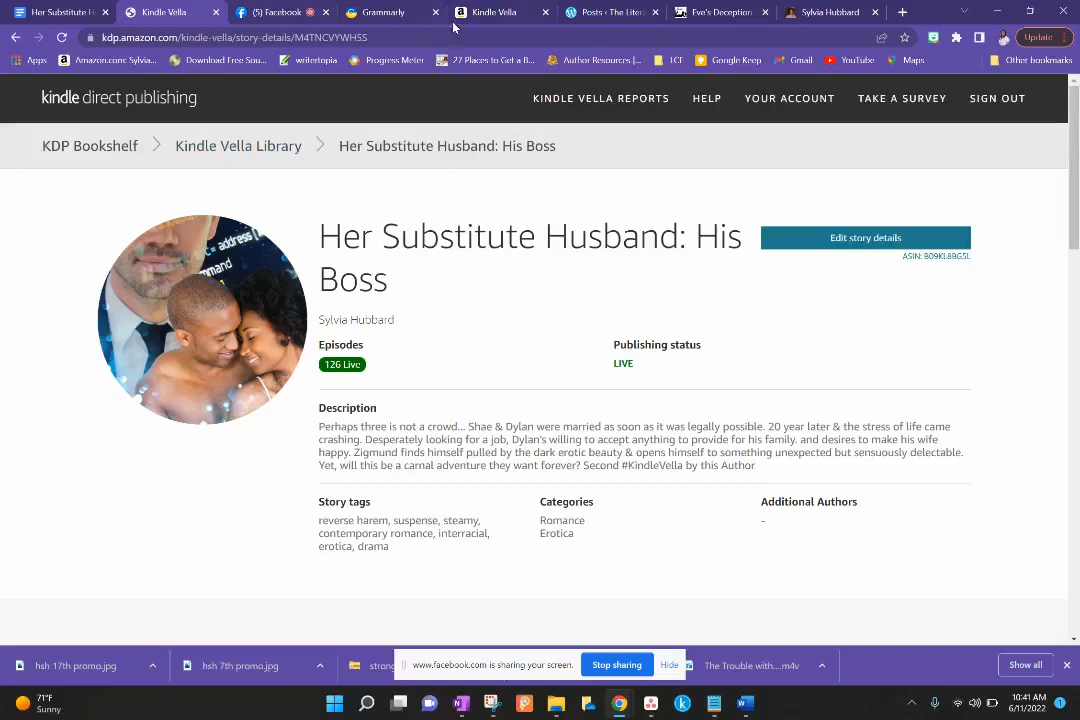 Her Substitute H
Kindle Vella
(5) Facebook
Grammarly
Kindle Vella
Posts ‹ The Liter
Eve's Deception
Sylvia Hubbard
kdp.amazon.com/kindle-vella/story-details/M4TNCVYWH5S
Update
Apps
Amazon.com: Sylvia...
Download Free Sou...
writertopia
Progress Meter
27 Places to Get a B...
Author Resources |...
LCF
Google Keep
Gmail
YouTube
Maps
Other bookmarks
kindle direct publishing
KINDLE VELLA REPORTS
HELP
YOUR ACCOUNT
TAKE A SURVEY
SIGN OUT
KDP Bookshelf > Kindle Vella Library > Her Substitute Husband: His Boss
= address (
command
Her Substitute Husband: His
Boss
Edit story details
ASIN: B09KL8BG5L
Sylvia Hubbard
Episodes
126 Live
Publishing status
LIVE
Description
Perhaps three is not a crowd... Shae & Dylan were married as soon as it was legally possible. 20 year later & the stress of life came
crashing. Desperately looking for a job, Dylan's willing to accept anything to provide for his family. and desires to make his wife
happy. Zigmund finds himself pulled by the dark erotic beauty & opens himself to something unexpected but sensuously delectable.
Yet, will this be a carnal adventure they want forever? Second #KindleVella by this Author
Story tags
reverse harem, suspense, steamy,
contemporary romance, interracial,
erotica, drama
Categories
Romance
Erotica
Additional Authors
-
hsh 17th promo.jpg
hsh 7th promo.jpg
stron
www.facebook.com is sharing your screen.
Stop sharing
Hide
The Trouble with....m4v
Show all
71°F
Sunny
10:41 AM
6/11/2022
1